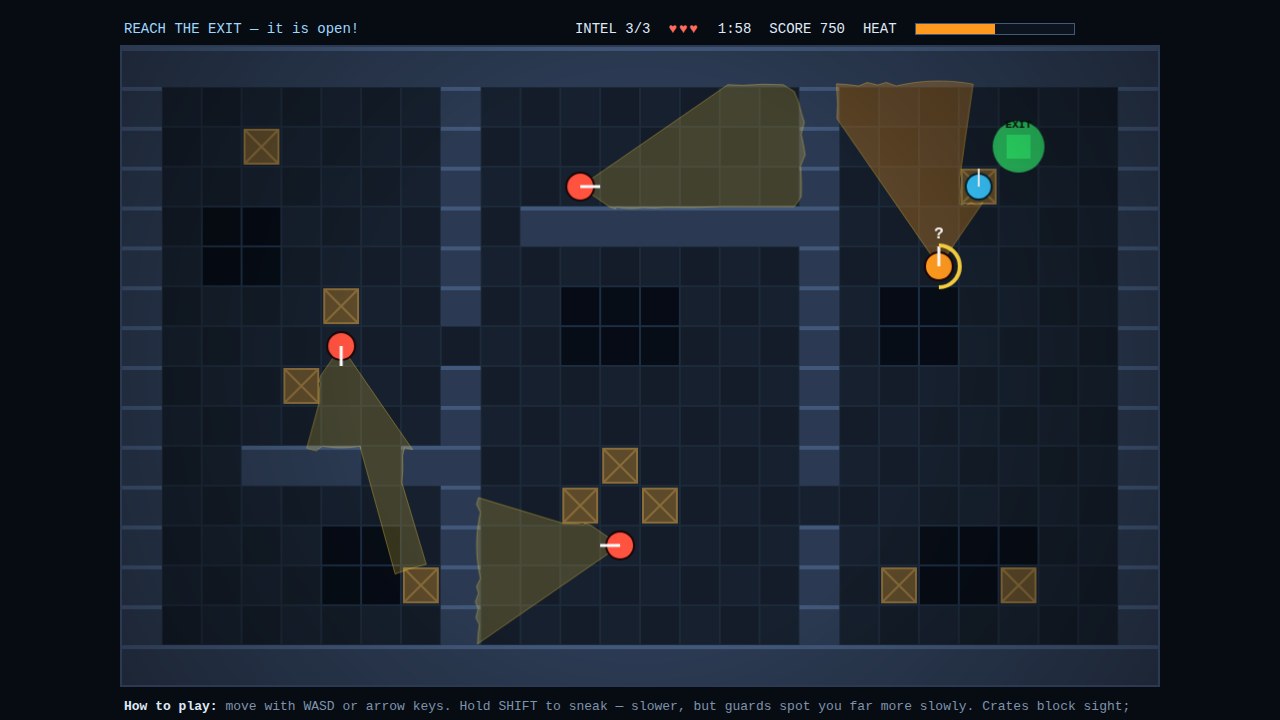 REACH THE EXIT — it is open!
INTEL 3/3 ♥♥♥ 1:58 SCORE 750 HEAT
EXIT
?
How to play: move with WASD or arrow keys. Hold SHIFT to sneak — slower, but guards spot you far more slowly. Crates block sight;